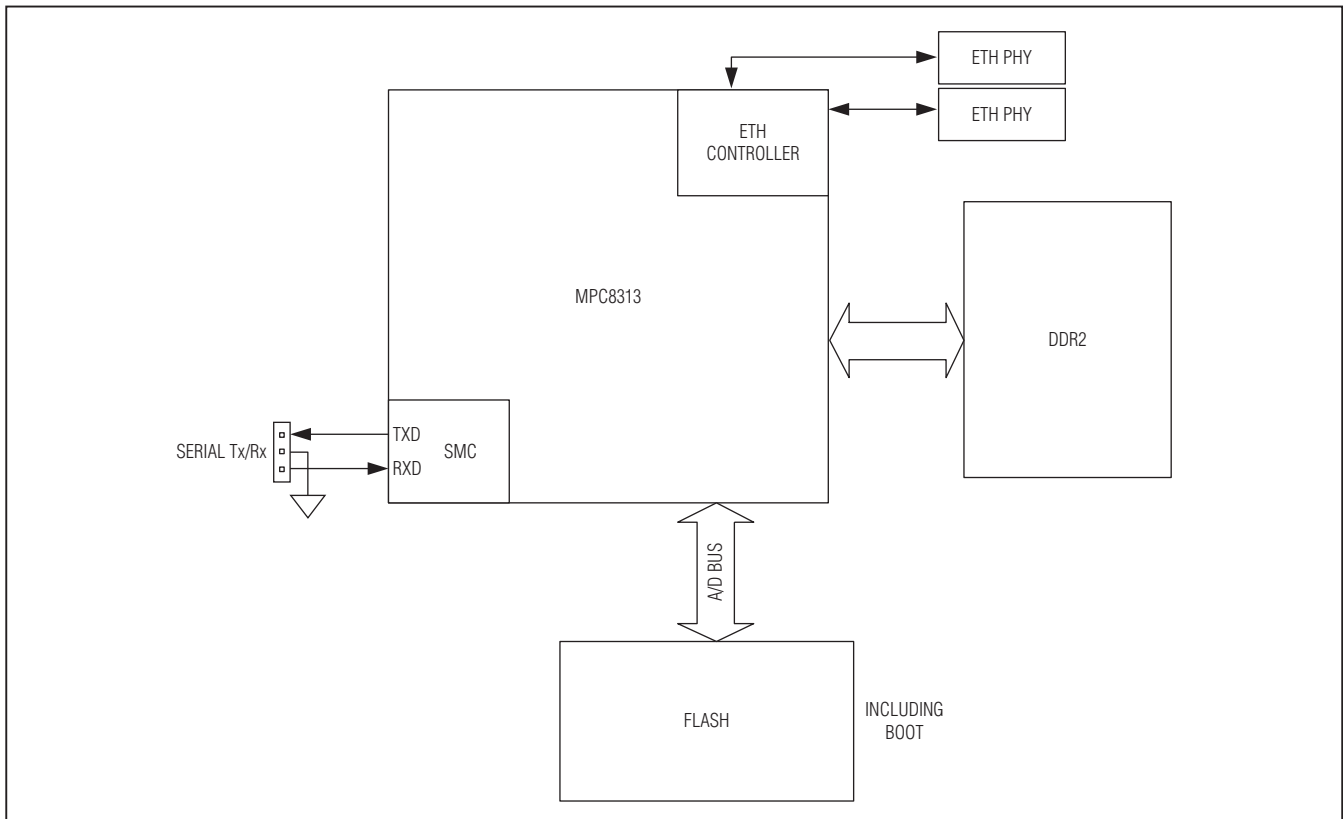 ETH PHY
ETH PHY
ETH
CONTROLLER
MPC8313
DDR2
SERIAL Tx/Rx
TXD
SMC
RXD
A/D BUS
FLASH
INCLUDING
BOOT